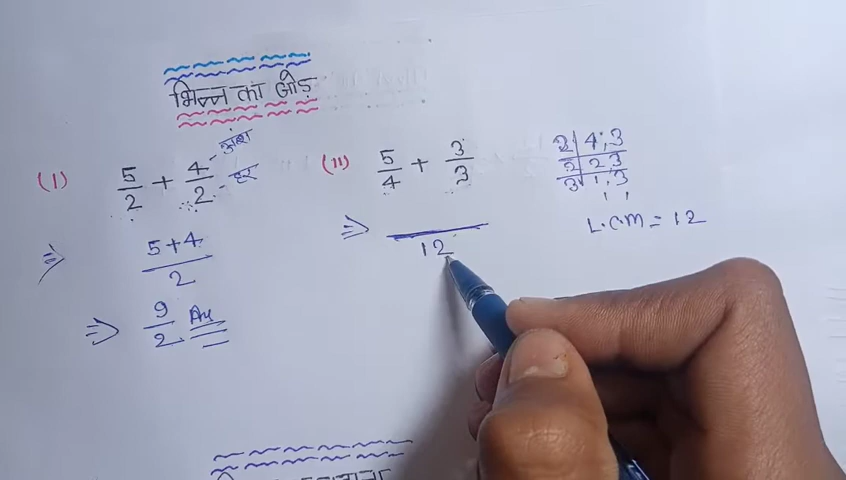 भिन्न का जोड़
(I) 5/2 + 4/2
अंश
हर
⇒ 5+4/2
⇒ 9/2 Ans
(II) 5/4 + 3/3
⇒ /12
2 | 4, 3
2 | 2, 3
3 | 1, 3
1, 1
L.C.M = 12